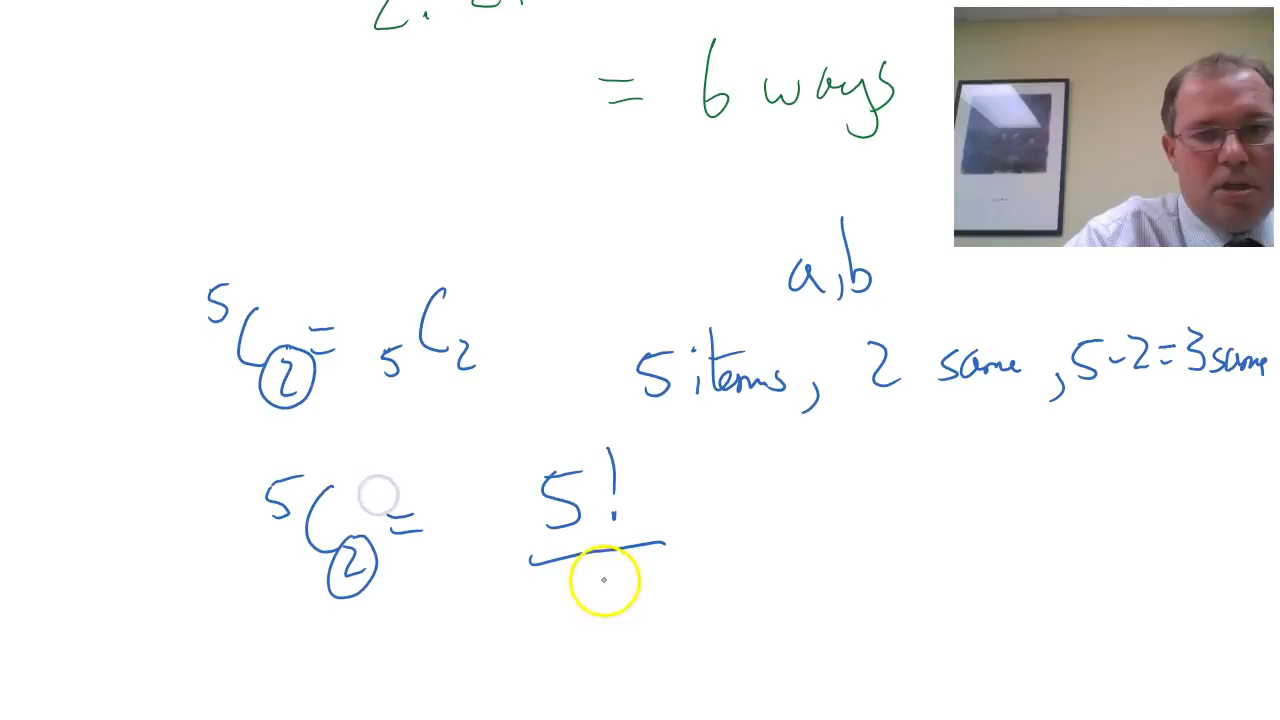 = 6 ways
a,b
⁵C₂ = ₅C₂ 5 items, 2 same, 5-2=3 same
⁵C₂ = 5!